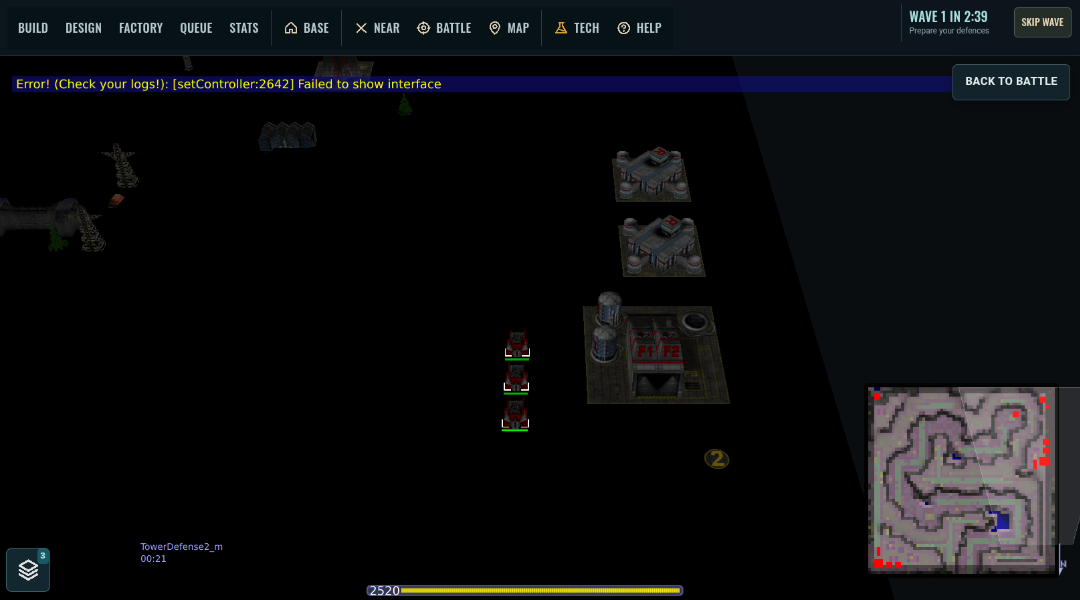 BUILD DESIGN FACTORY QUEUE STATS BASE NEAR BATTLE MAP TECH HELP
WAVE 1 IN 2:39
Prepare your defences
SKIP WAVE
Error! (Check your logs!): [setController:2642] Failed to show interface
BACK TO BATTLE
F1 F2
2
N
TowerDefense2_m
00:21
3
2520